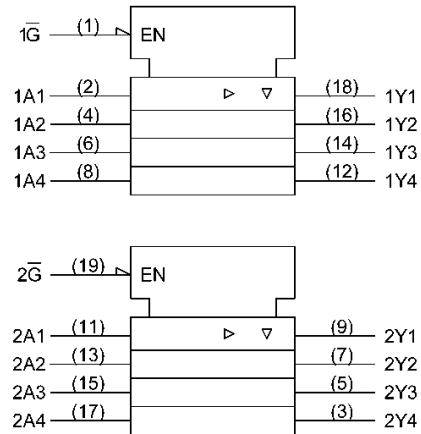 1G̅ (1) EN
1A1 (2) (18) 1Y1
1A2 (4) (16) 1Y2
1A3 (6) (14) 1Y3
1A4 (8) (12) 1Y4
2G̅ (19) EN
2A1 (11) (9) 2Y1
2A2 (13) (7) 2Y2
2A3 (15) (5) 2Y3
2A4 (17) (3) 2Y4